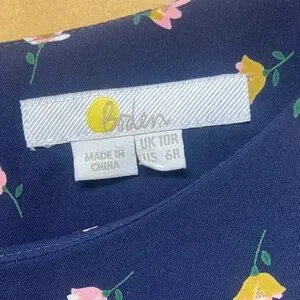 Boden
MADE IN
CHINA
UK 10R
US 6R